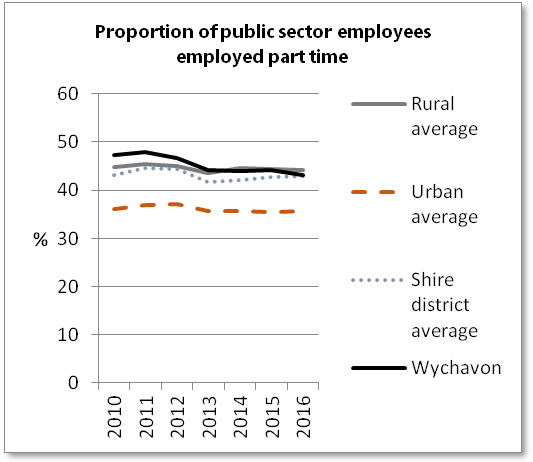 Proportion of public sector employees
employed part time
60
50
40
30
20
10
0
%
2010
2011
2012
2013
2014
2015
2016
Rural
average
Urban
average
Shire
district
average
Wychavon